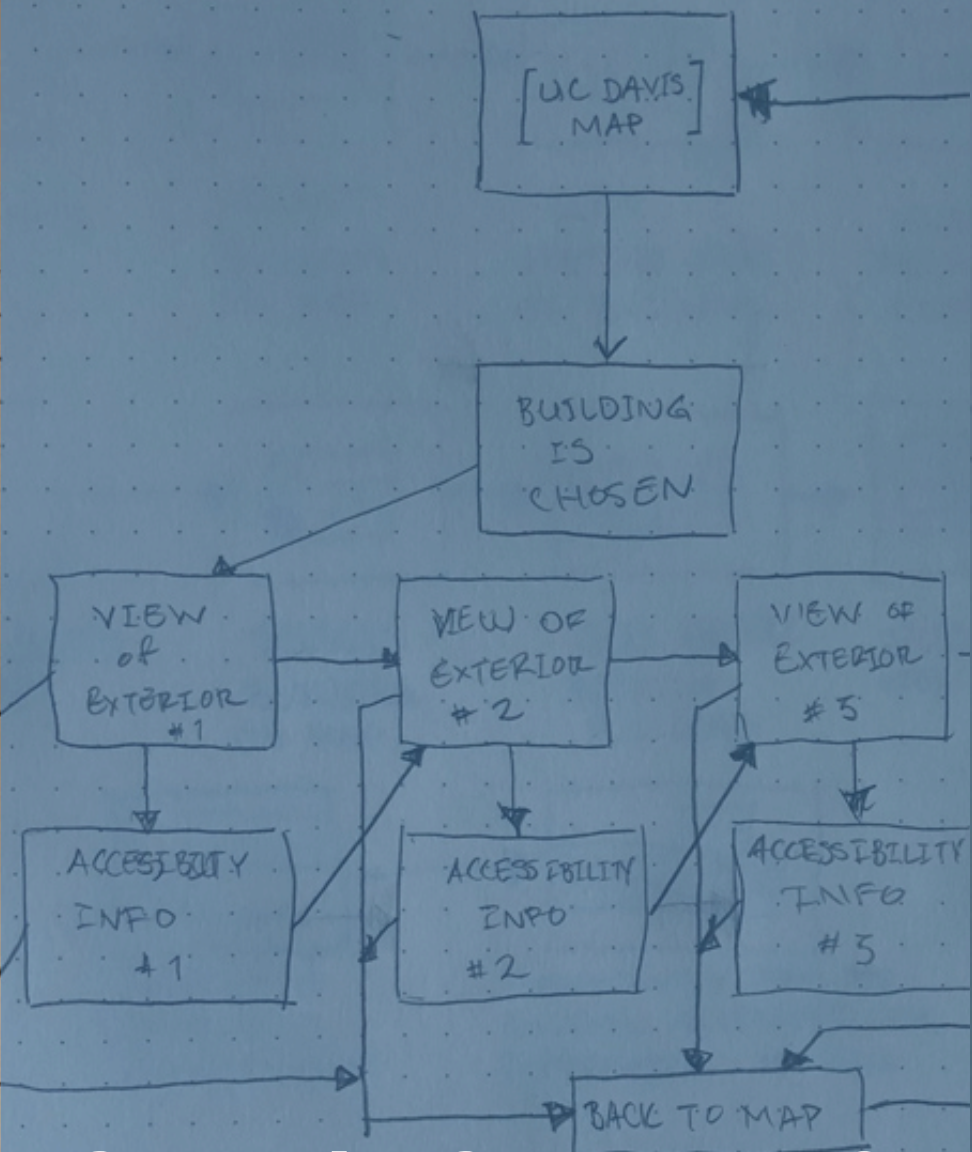 [UC DAVIS
MAP]
BUILDING
IS
CHOSEN
VIEW
of
EXTERIOR
#1
VIEW OF
EXTERIOR
#2
VIEW OF
EXTERIOR
#3
ACCESSIBILITY
INFO
#1
ACCESSIBILITY
INFO
#2
ACCESSIBILITY
INFO
#3
BACK TO MAP